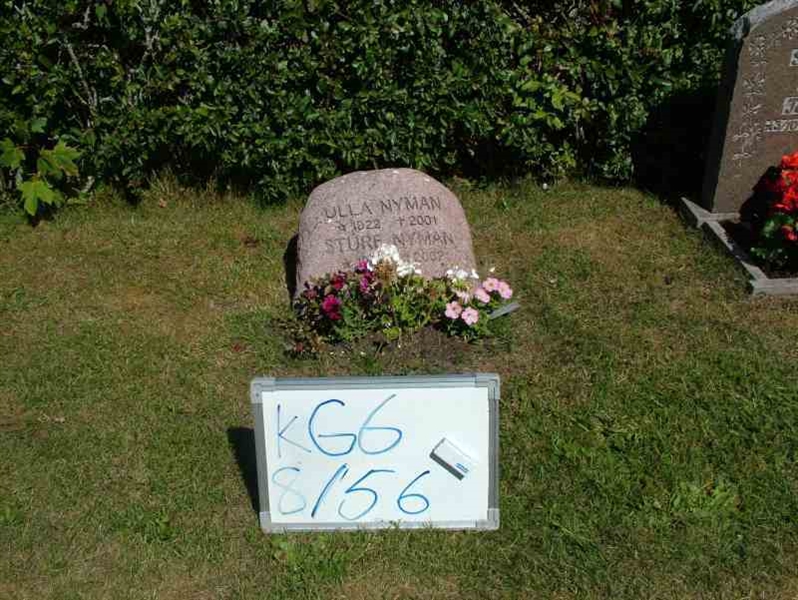 ULLA NYMAN
☆ 1922 ✝ 2001
STURE NYMAN
KG6
8/56